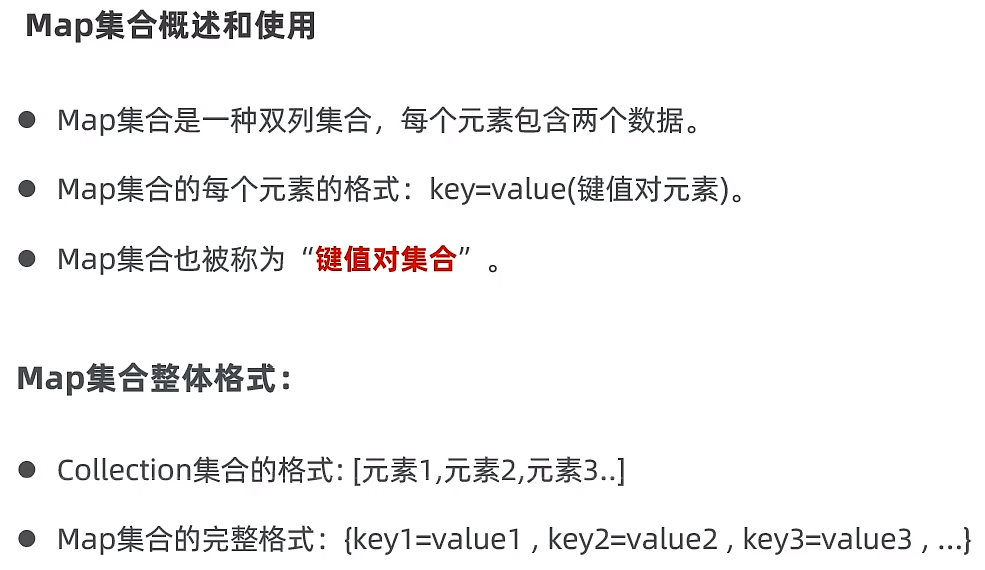 Map集合概述和使用
● Map集合是一种双列集合，每个元素包含两个数据。
● Map集合的每个元素的格式：key=value(键值对元素)。
● Map集合也被称为“键值对集合”。
Map集合整体格式：
● Collection集合的格式: [元素1,元素2,元素3..]
● Map集合的完整格式：{key1=value1 , key2=value2 , key3=value3 , ...}